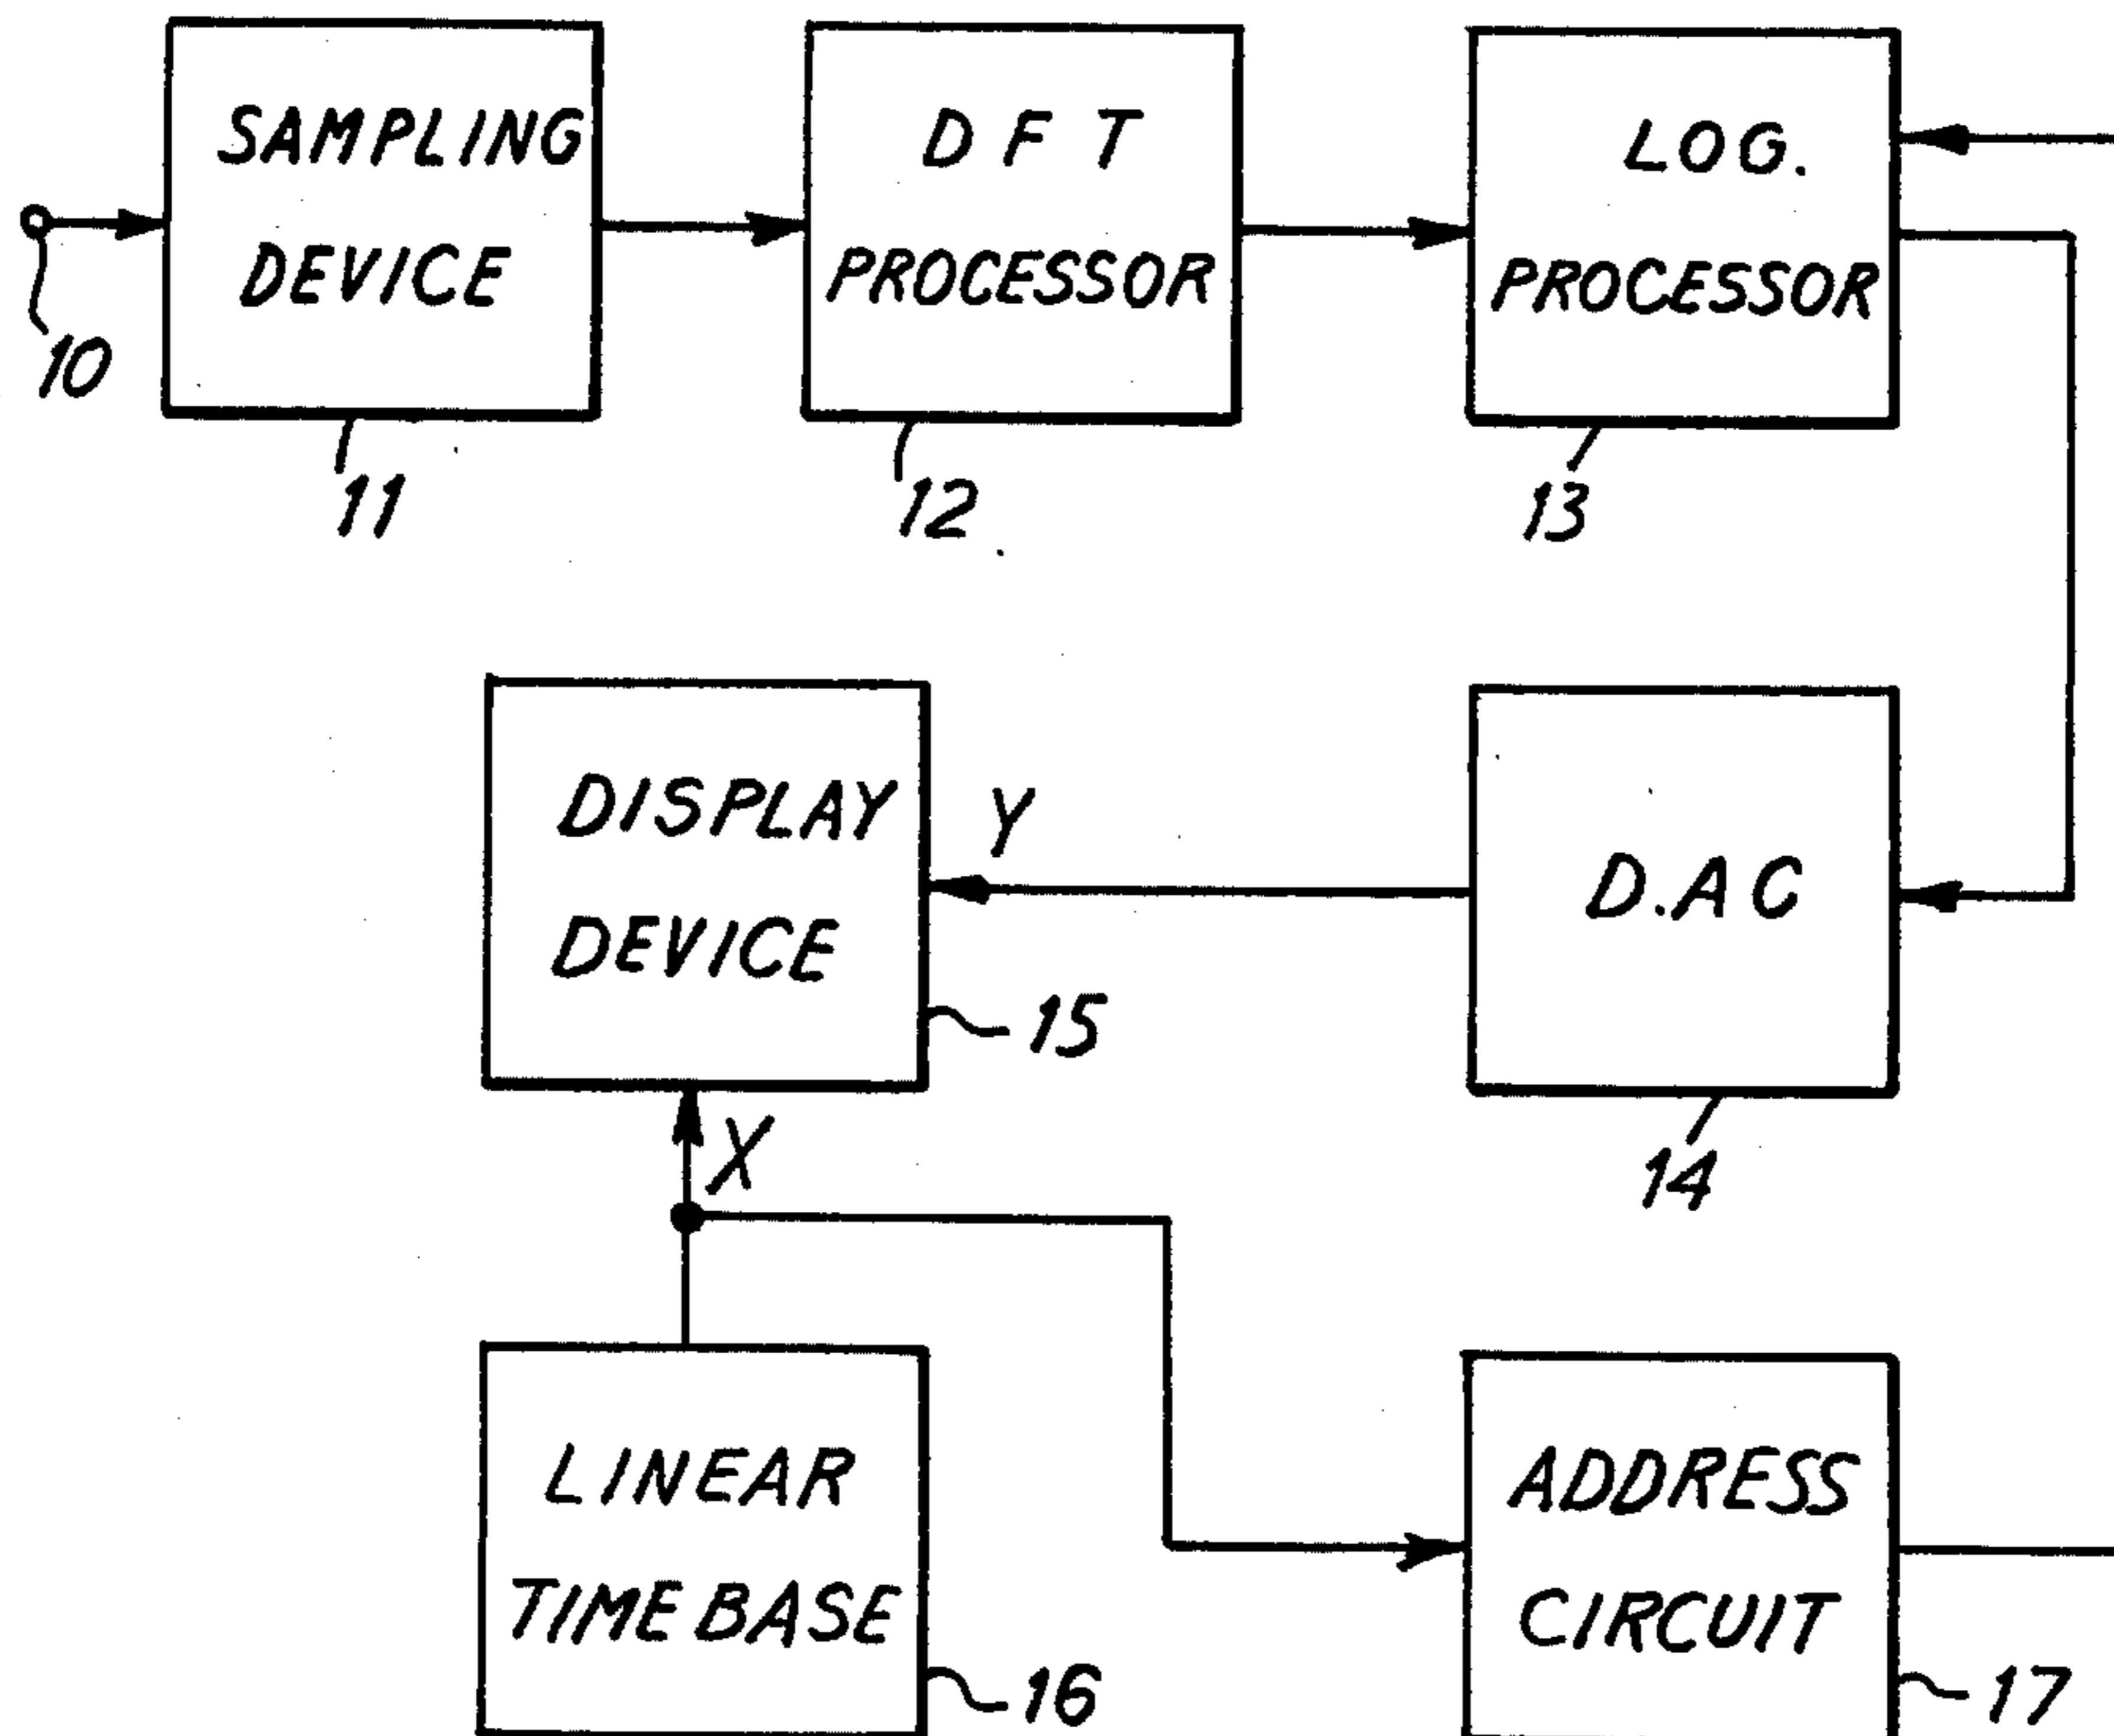 SAMPLING
DEVICE
D F T
PROCESSOR
LOG.
PROCESSOR
10
11
12
13
DISPLAY
DEVICE
Y
D.AC
15
X
14
LINEAR
TIME BASE
ADDRESS
CIRCUIT
16
17